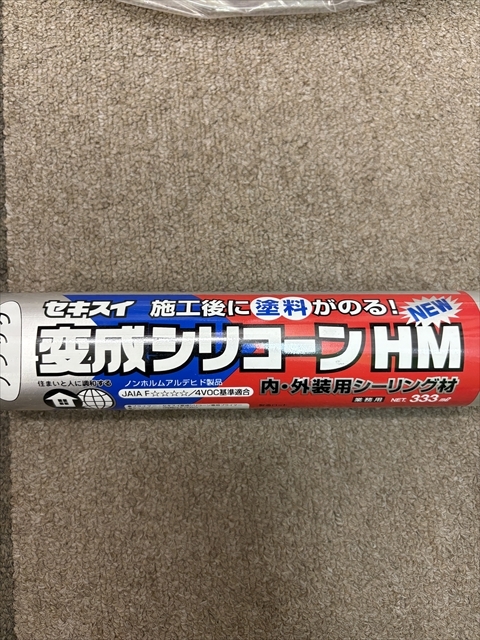 セキスイ 施工後に塗料がのる!
NEW
変成シリコーンHM
住まいと人に調和する
ノンホルムアルデヒド製品
JAIA F☆☆☆☆/4VOC基準適合
内・外装用シーリング材
業務用 NET. 333㎖